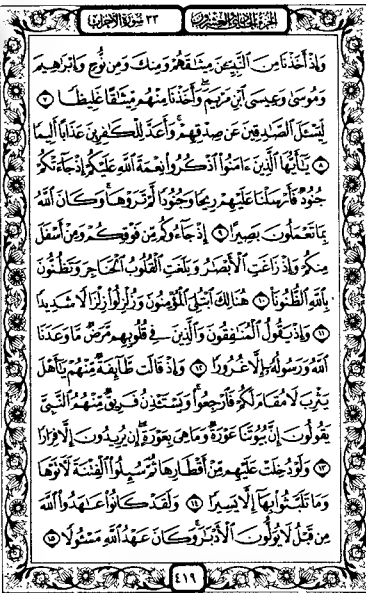 الجزء الحادي والعشرون ٣٣ سورة الأحزاب
وَإِذْ أَخَذْنَا مِنَ ٱلنَّبِيِّـۧنَ مِيثَـٰقَهُمْ وَمِنكَ وَمِن نُّوحٍ وَإِبْرَٰهِيمَ
وَمُوسَىٰ وَعِيسَى ٱبْنِ مَرْيَمَ ۖ وَأَخَذْنَا مِنْهُم مِّيثَـٰقًا غَلِيظًا ٧
لِّيَسْـَٔلَ ٱلصَّـٰدِقِينَ عَن صِدْقِهِمْ ۚ وَأَعَدَّ لِلْكَـٰفِرِينَ عَذَابًا أَلِيمًا
٨ يَـٰٓأَيُّهَا ٱلَّذِينَ ءَامَنُوا۟ ٱذْكُرُوا۟ نِعْمَةَ ٱللَّهِ عَلَيْكُمْ إِذْ جَآءَتْكُمْ
جُنُودٌ فَأَرْسَلْنَا عَلَيْهِمْ رِيحًا وَجُنُودًا لَّمْ تَرَوْهَا ۚ وَكَانَ ٱللَّهُ
بِمَا تَعْمَلُونَ بَصِيرًا ٩ إِذْ جَآءُوكُم مِّن فَوْقِكُمْ وَمِنْ أَسْفَلَ
مِنكُمْ وَإِذْ زَاغَتِ ٱلْأَبْصَـٰرُ وَبَلَغَتِ ٱلْقُلُوبُ ٱلْحَنَاجِرَ وَتَظُنُّونَ
بِٱللَّهِ ٱلظُّنُونَا۠ ١٠ هُنَالِكَ ٱبْتُلِىَ ٱلْمُؤْمِنُونَ وَزُلْزِلُوا۟ زِلْزَالًا شَدِيدًا
١١ وَإِذْ يَقُولُ ٱلْمُنَـٰفِقُونَ وَٱلَّذِينَ فِى قُلُوبِهِم مَّرَضٌ مَّا وَعَدَنَا
ٱللَّهُ وَرَسُولُهُۥٓ إِلَّا غُرُورًا ١٢ وَإِذْ قَالَت طَّآئِفَةٌ مِّنْهُمْ يَـٰٓأَهْلَ
يَثْرِبَ لَا مُقَامَ لَكُمْ فَٱرْجِعُوا۟ ۚ وَيَسْتَـْٔذِنُ فَرِيقٌ مِّنْهُمُ ٱلنَّبِىَّ
يَقُولُونَ إِنَّ بُيُوتَنَا عَوْرَةٌ وَمَا هِىَ بِعَوْرَةٍ ۖ إِن يُرِيدُونَ إِلَّا فِرَارًا
١٣ وَلَوْ دُخِلَتْ عَلَيْهِم مِّنْ أَقْطَارِهَا ثُمَّ سُئِلُوا۟ ٱلْفِتْنَةَ لَـَٔاتَوْهَا
وَمَا تَلَبَّثُوا۟ بِهَآ إِلَّا يَسِيرًا ١٤ وَلَقَدْ كَانُوا۟ عَـٰهَدُوا۟ ٱللَّهَ
مِن قَبْلُ لَا يُوَلُّونَ ٱلْأَدْبَـٰرَ ۚ وَكَانَ عَهْدُ ٱللَّهِ مَسْـُٔولًا ١٥
٤١٩